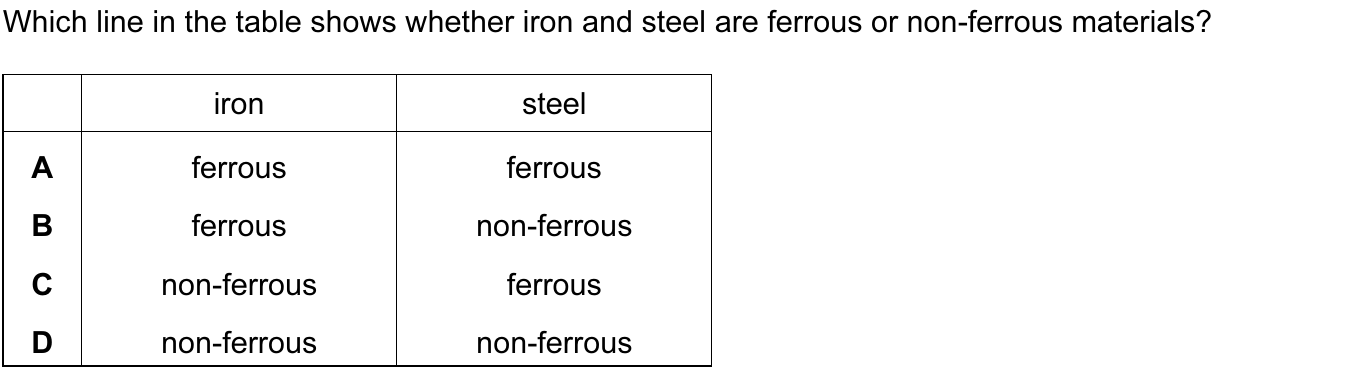 Which line in the table shows whether iron and steel are ferrous or non-ferrous materials?
iron steel
A ferrous ferrous
B ferrous non-ferrous
C non-ferrous ferrous
D non-ferrous non-ferrous